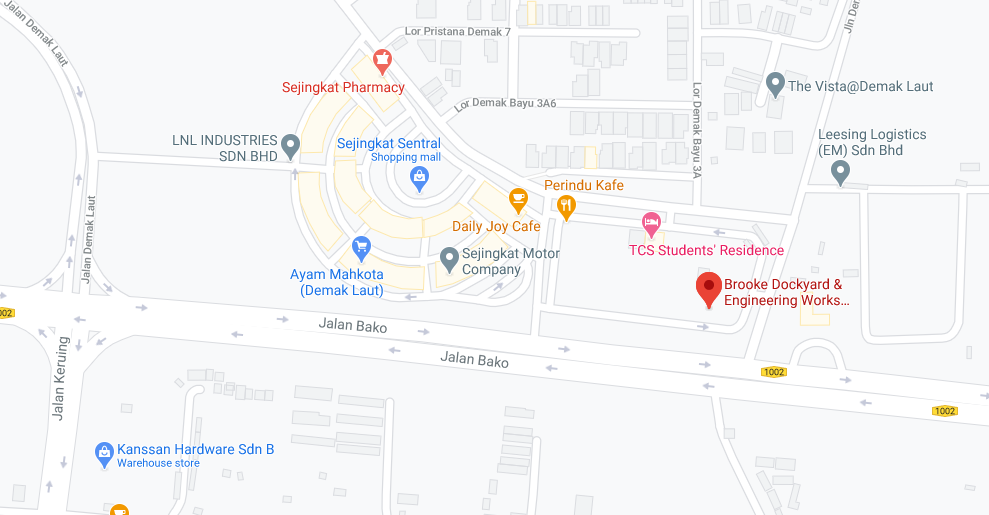 Jalan Demak Laut
Lor Pristana Demak 7
Jln De
Sejingkat Pharmacy
The Vista@Demak Laut
Lor Demak Bayu 3A6
Lor Demak Bayu 3A
LNL INDUSTRIES
SDN BHD
Sejingkat Sentral
Shopping mall
Leesing Logistics
(EM) Sdn Bhd
Perindu Kafe
Jalan Demak Laut
Daily Joy Cafe
TCS Students' Residence
Sejingkat Motor
Company
Ayam Mahkota
(Demak Laut)
Brooke Dockyard &
Engineering Works…
002
Jalan Bako
Jalan Bako
Jalan Keruing
1002
1002
Kanssan Hardware Sdn B
Warehouse store